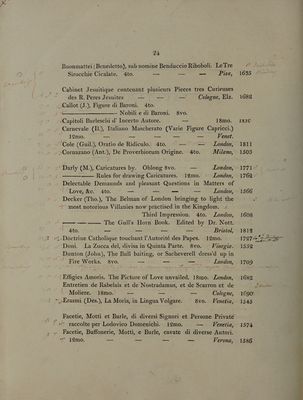 24
Buonmattei (Benedetto), sub nomine Benduccio Riboboli. Le Tre
Sirocchie Cicalate. 4to. — — — Pisa, 1635
Cabinet Jesuitique contenant plusieurs Pieces tres Curieuses
des R. Peres Jesuites — — — Cologne, Elz. 1682
Callot (J.), Figure di Baroni. 4to.
——— Nobili e di Baroni. 8vo.
Capitoli Burleschi d' Incerto Autore. — — 18mo.
Carnevale (Il), Italiano Mascherato (Varie Figure Capricc.)
12mo. — — — — — Venet.
Cole (Guil.), Oratio de Ridiculo. 4to. — — London, 1811
Cornazano (Ant.), De Proverbiorum Origine. 4to. Milano, 1503
Darly (M.), Caricatures by. Oblong 8vo. — London, 1771
——— Rules for drawing Caricatures. 12mo. London, 1762
Delectable Demaunds and pleasant Questions in Matters of
Love, &c. 4to. — — — London, 1566
Decker (Tho.), The Belman of London bringing to light the
most notorious Villanies now practised in the Kingdom.
Third Impression. 4to. London, 1608
——— The Gull's Horn Book. Edited by Dr. Nott.
4to. — — — — — Bristol, 1812
Doctrine Catholique touchant l'Autorité des Papes. 12mo. 1727
Doni. La Zucca del, divisa in Quinta Parte. 8vo. Vinegia. 1552
Dunton (John), The Bull baiting, or Sacheverell dress'd up in
Fire Works. 8vo. — — — London, 1709
Effigies Amoris. The Picture of Love unvailed. 18mo. London, 1682
Entretien de Rabelais et de Nostradamus, et de Scarron et de
Moliere. 18mo. — — — Cologne, 1690
Erasmi (Des.), La Moria, in Lingua Volgare. 8vo. Venetia, 1545
Facetie, Motti et Burle, di diversi Signori et Persone Private
raccolte per Lodovico Domenichi. 12mo. — Venetia, 1574
Facetie, Buffonerie, Motti, e Burle, cavate di diverse Autori.
12mo. — — — — — Verona, 1586